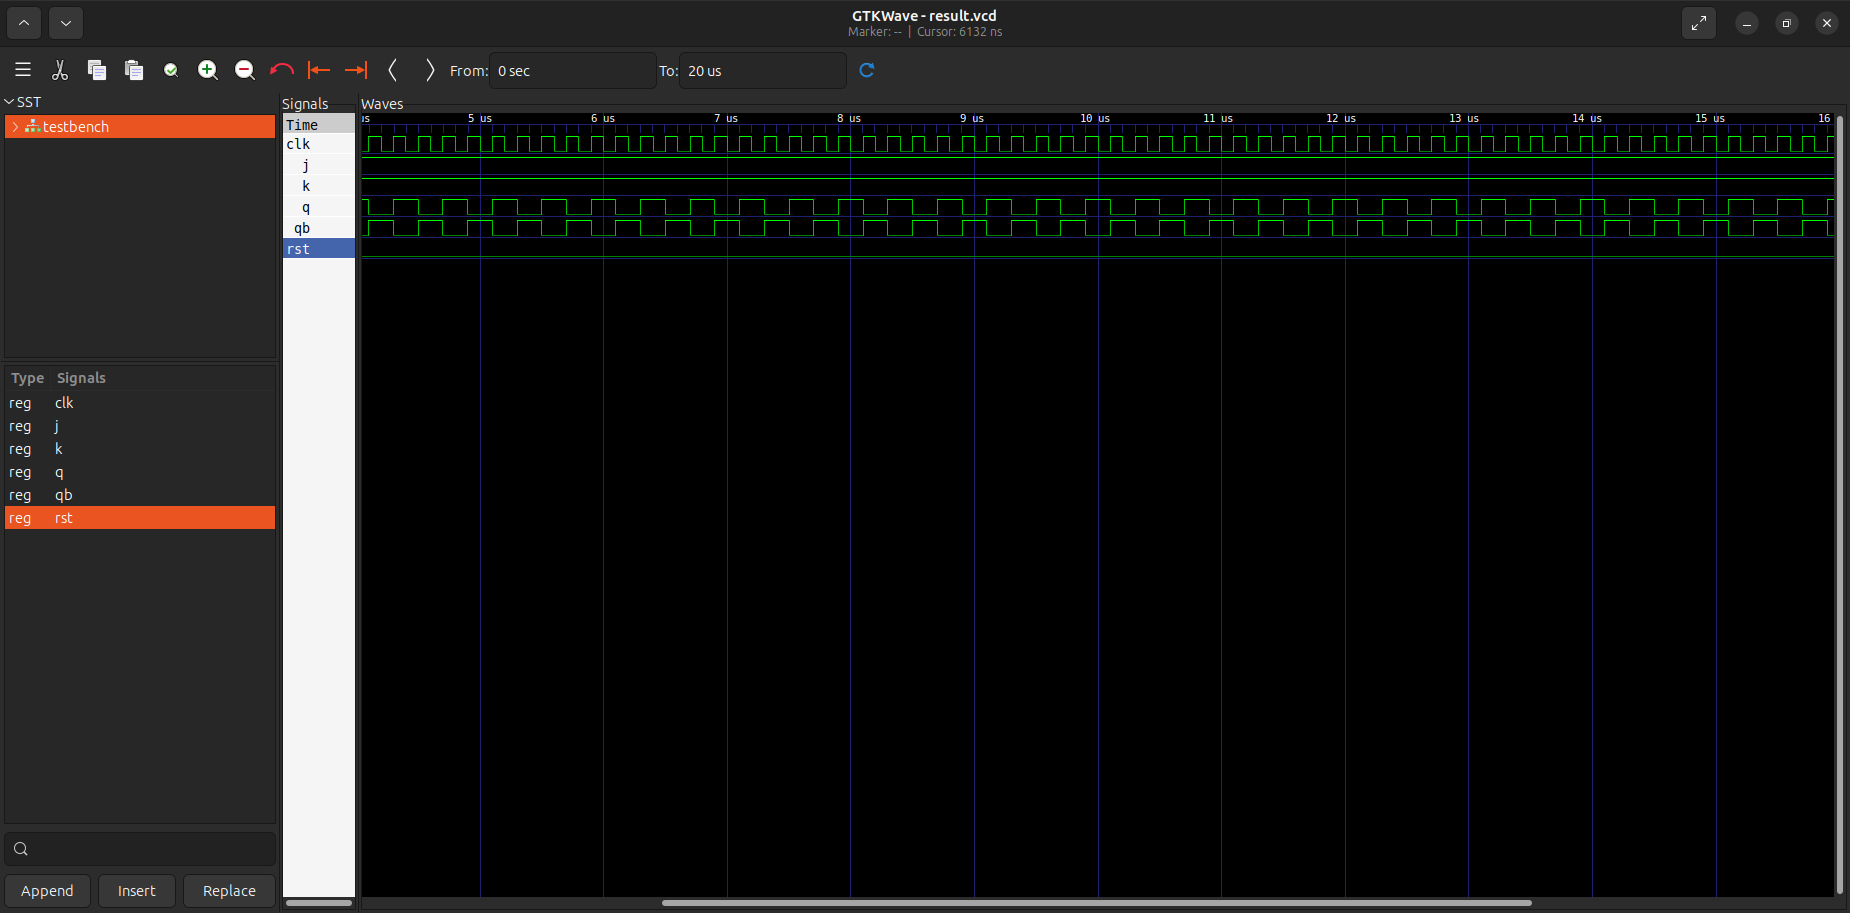 GTKWave - result.vcd
Marker: -- | Cursor: 6132 ns
From: 0 sec To: 20 us
SST
testbench
Type Signals
reg clk
reg j
reg k
reg q
reg qb
reg rst
Append Insert Replace
Signals
Time
clk
j
k
q
qb
rst
Waves
us 5 us 6 us 7 us 8 us 9 us 10 us 11 us 12 us 13 us 14 us 15 us 16